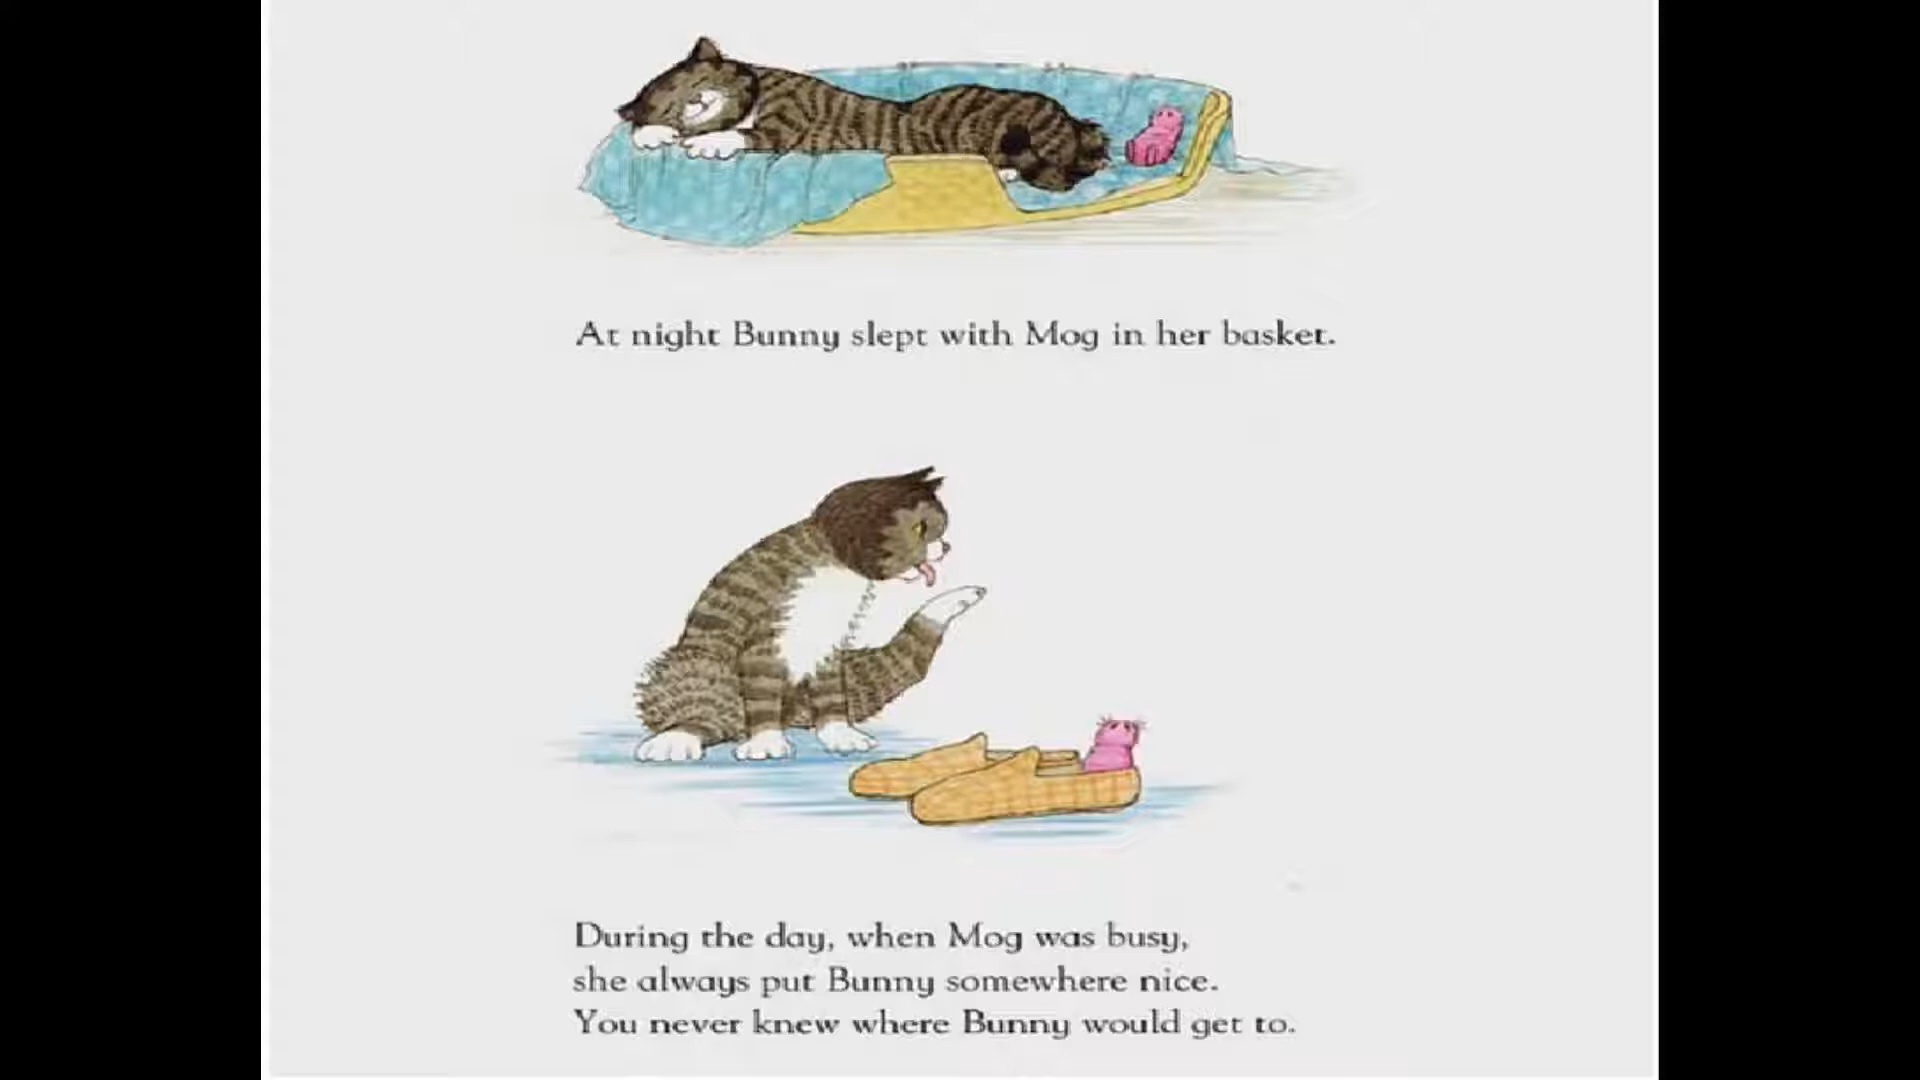 At night Bunny slept with Mog in her basket.
During the day, when Mog was busy,
she always put Bunny somewhere nice.
You never knew where Bunny would get to.